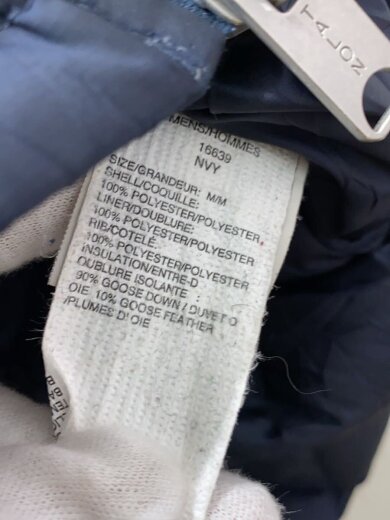 TALON
MENS/HOMMES
16639
NVY
SIZE/GRANDEUR: M/M
SHELL/COQUILLE:
100% POLYESTER/POLYESTER
LINER/DOUBLURE:
100% POLYESTER/POLYESTER
RIB/COTELÉ:
100% POLYESTER/POLYESTER
INSULATION/ENTRE-D
OUBLURE ISOLANTE :
90% GOOSE DOWN / DUVET D
OIE, 10% GOOSE FEATHER
/PLUMES D'OIE